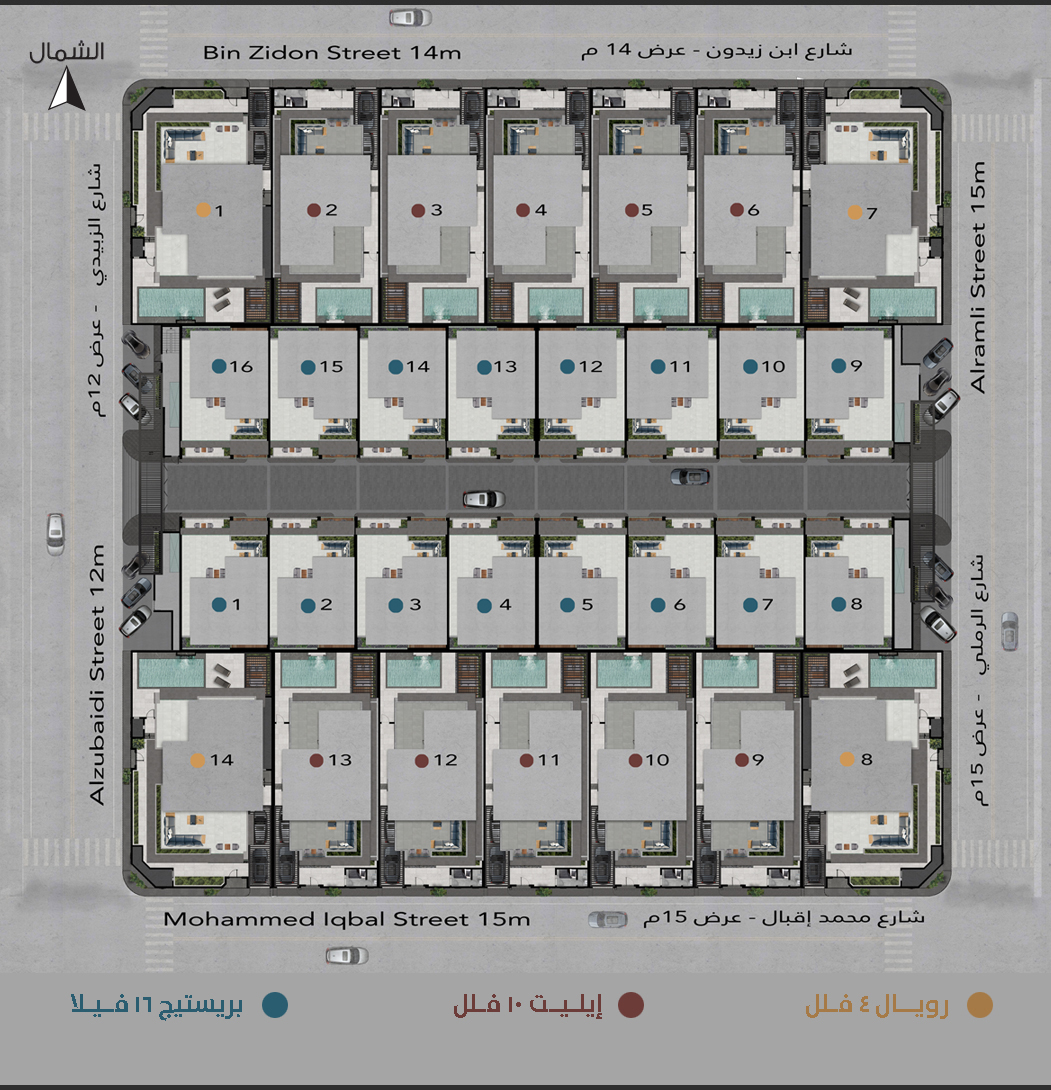 الشمال
Bin Zidon Street 14m
شارع ابن زيدون - عرض 14 م
شارع الزبيدي - عرض 12م
Alzubaidi Street 12m
Alramli Street 15m
شارع الرملي - عرض 15م
1 2 3 4 5 6 7
16 15 14 13 12 11 10 9
1 2 3 4 5 6 7 8
14 13 12 11 10 9 8
Mohammed Iqbal Street 15m
شارع محمد إقبال - عرض 15م
رويال ٤ فلل
إيليت ١٠ فلل
بريستيج ١٦ فيلا